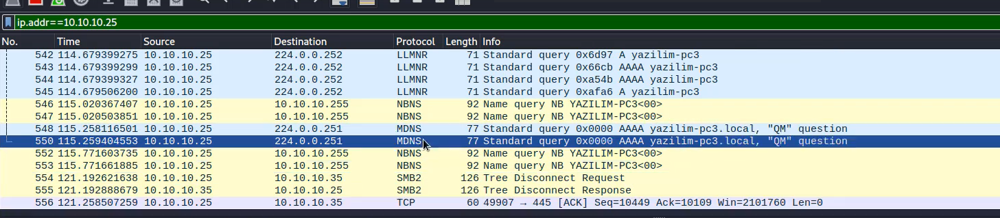 ip.addr==10.10.10.25
No. Time Source Destination Protocol Length Info
542 114.679399275 10.10.10.25 224.0.0.252 LLMNR 71 Standard query 0x6d97 A yazilim-pc3
543 114.679399299 10.10.10.25 224.0.0.252 LLMNR 71 Standard query 0x66cb AAAA yazilim-pc3
544 114.679399327 10.10.10.25 224.0.0.252 LLMNR 71 Standard query 0xa54b AAAA yazilim-pc3
545 114.679506200 10.10.10.25 224.0.0.252 LLMNR 71 Standard query 0xafa6 A yazilim-pc3
546 115.020367407 10.10.10.25 10.10.10.255 NBNS 92 Name query NB YAZILIM-PC3<00>
547 115.020503851 10.10.10.25 10.10.10.255 NBNS 92 Name query NB YAZILIM-PC3<00>
548 115.258116501 10.10.10.25 224.0.0.251 MDNS 77 Standard query 0x0000 AAAA yazilim-pc3.local, "QM" question
550 115.259404553 10.10.10.25 224.0.0.251 MDNS 77 Standard query 0x0000 AAAA yazilim-pc3.local, "QM" question
552 115.771603735 10.10.10.25 10.10.10.255 NBNS 92 Name query NB YAZILIM-PC3<00>
553 115.771661885 10.10.10.25 10.10.10.255 NBNS 92 Name query NB YAZILIM-PC3<00>
554 121.192621638 10.10.10.25 10.10.10.35 SMB2 126 Tree Disconnect Request
555 121.192888679 10.10.10.35 10.10.10.25 SMB2 126 Tree Disconnect Response
556 121.258507259 10.10.10.25 10.10.10.35 TCP 60 49907 → 445 [ACK] Seq=10449 Ack=10109 Win=2101760 Len=0